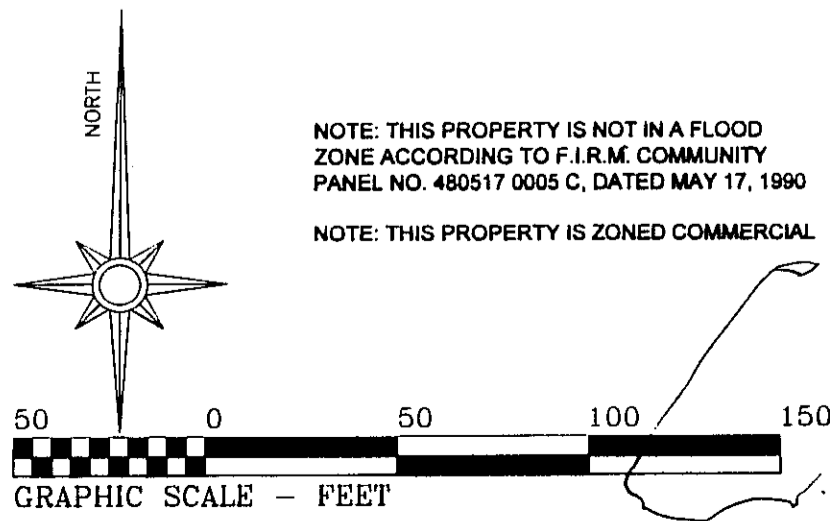 NORTH
NOTE: THIS PROPERTY IS NOT IN A FLOOD
ZONE ACCORDING TO F.I.R.M. COMMUNITY
PANEL NO. 480517 0005 C, DATED MAY 17, 1990
NOTE: THIS PROPERTY IS ZONED COMMERCIAL
50 0 50 100 150
GRAPHIC SCALE - FEET